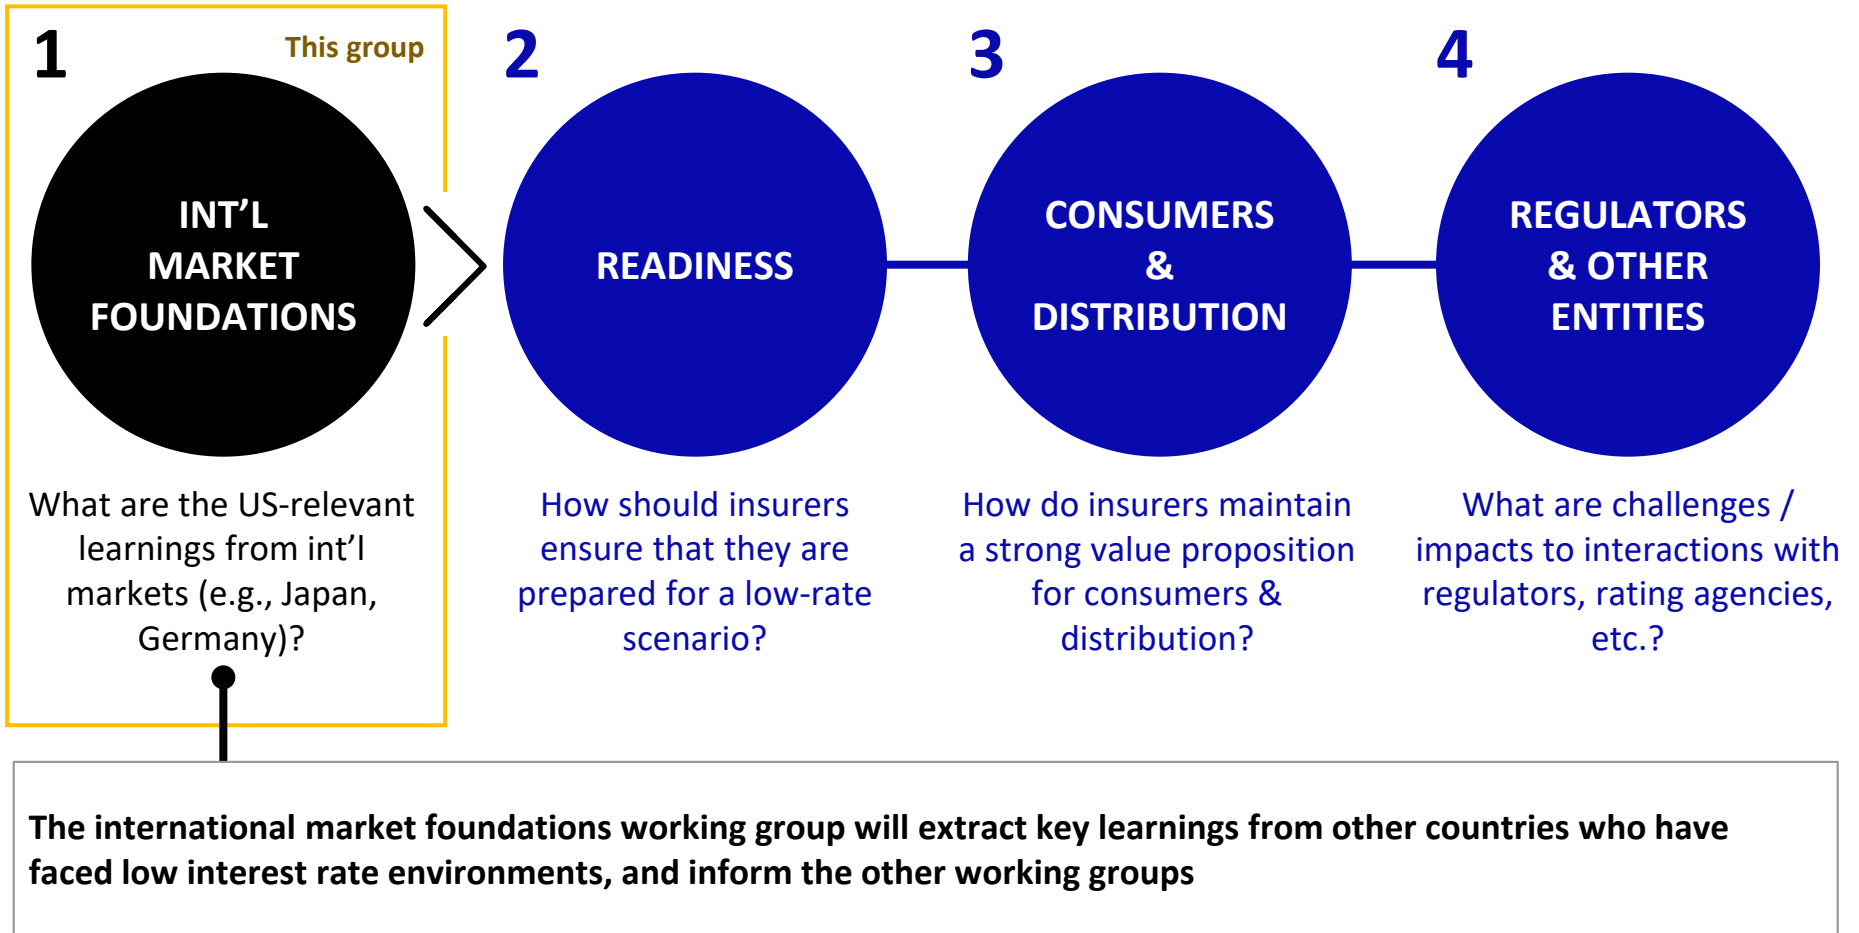 1
This group
INT’L
MARKET
FOUNDATIONS
What are the US-relevant
learnings from int’l
markets (e.g., Japan,
Germany)?
2
READINESS
How should insurers
ensure that they are
prepared for a low-rate
scenario?
3
CONSUMERS
&
DISTRIBUTION
How do insurers maintain
a strong value proposition
for consumers &
distribution?
4
REGULATORS
& OTHER
ENTITIES
What are challenges /
impacts to interactions with
regulators, rating agencies,
etc.?
The international market foundations working group will extract key learnings from other countries who have
faced low interest rate environments, and inform the other working groups